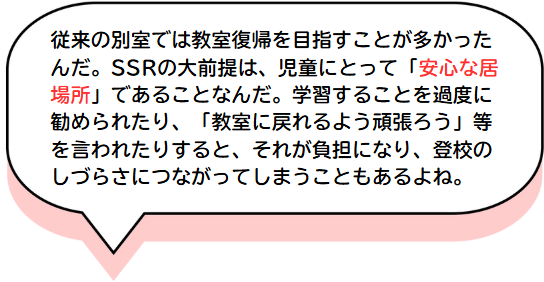 従来の別室では教室復帰を目指すことが多かった
んだ。SSRの大前提は、児童にとって「安心な居
場所」であることなんだ。学習することを過度に
勧められたり、「教室に戻れるよう頑張ろう」等
を言われたりすると、それが負担になり、登校の
しづらさにつながってしまうこともあるよね。